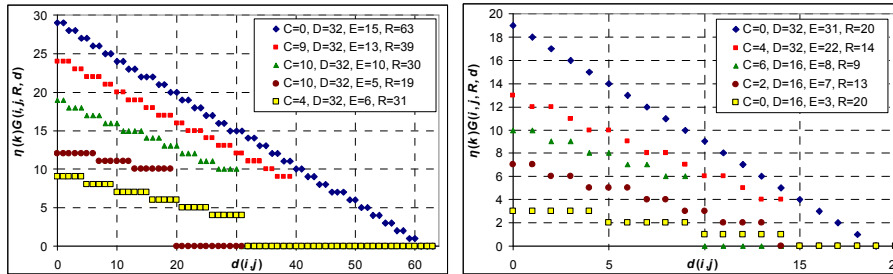 η(k)G(i,j,R,d)
30
25
20
15
10
5
0
0 10 20 30 40 50 60
d(i,j)
C=0, D=32, E=15, R=63
C=9, D=32, E=13, R=39
C=10, D=32, E=10, R=30
C=10, D=32, E=5, R=19
C=4, D=32, E=6, R=31
η(k)G(i,j,R,d)
20
18
16
14
12
10
8
6
4
2
0
0 5 10 15 2
d(i,j)
C=0, D=32, E=31, R=20
C=4, D=32, E=22, R=14
C=6, D=16, E=8, R=9
C=2, D=16, E=7, R=13
C=0, D=16, E=3, R=20